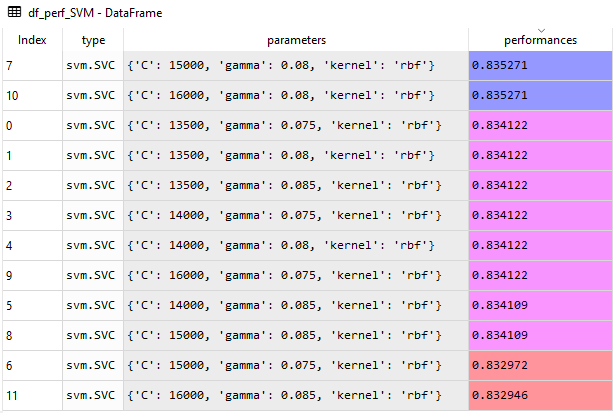 df_perf_SVM - DataFrame
Index type parameters performances
7 svm.SVC {'C': 15000, 'gamma': 0.08, 'kernel': 'rbf'} 0.835271
10 svm.SVC {'C': 16000, 'gamma': 0.08, 'kernel': 'rbf'} 0.835271
0 svm.SVC {'C': 13500, 'gamma': 0.075, 'kernel': 'rbf'} 0.834122
1 svm.SVC {'C': 13500, 'gamma': 0.08, 'kernel': 'rbf'} 0.834122
2 svm.SVC {'C': 13500, 'gamma': 0.085, 'kernel': 'rbf'} 0.834122
3 svm.SVC {'C': 14000, 'gamma': 0.075, 'kernel': 'rbf'} 0.834122
4 svm.SVC {'C': 14000, 'gamma': 0.08, 'kernel': 'rbf'} 0.834122
9 svm.SVC {'C': 16000, 'gamma': 0.075, 'kernel': 'rbf'} 0.834122
5 svm.SVC {'C': 14000, 'gamma': 0.085, 'kernel': 'rbf'} 0.834109
8 svm.SVC {'C': 15000, 'gamma': 0.085, 'kernel': 'rbf'} 0.834109
6 svm.SVC {'C': 15000, 'gamma': 0.075, 'kernel': 'rbf'} 0.832972
11 svm.SVC {'C': 16000, 'gamma': 0.085, 'kernel': 'rbf'} 0.832946